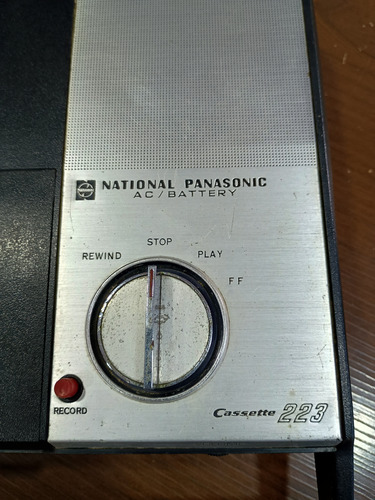 NATIONAL PANASONIC
AC/BATTERY
STOP
REWIND
PLAY
FF
RECORD
Cassette 223